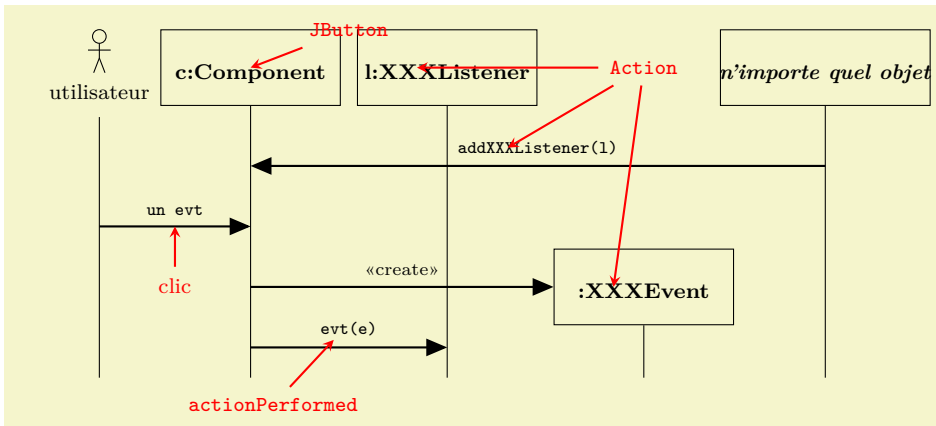 JButton
c:Component
l:XXXListener
Action
n'importe quel objet
utilisateur
addXXXListener(l)
un evt
«create»
clic
:XXXEvent
evt(e)
actionPerformed